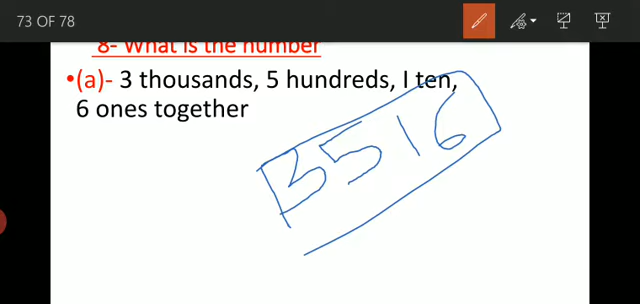 73 OF 78
8- What is the number
•(a)- 3 thousands, 5 hundreds, I ten,
6 ones together
3516